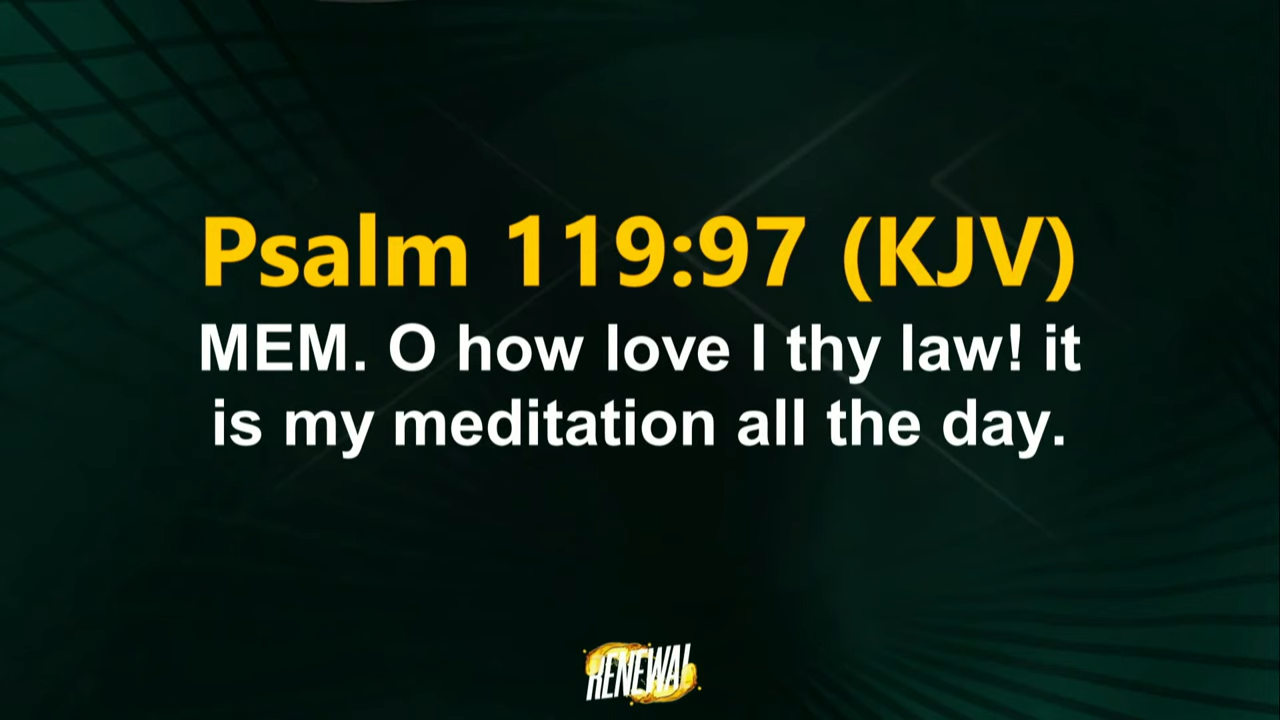 Psalm 119:97 (KJV)
MEM. O how love I thy law! it
is my meditation all the day.
RENEWAL